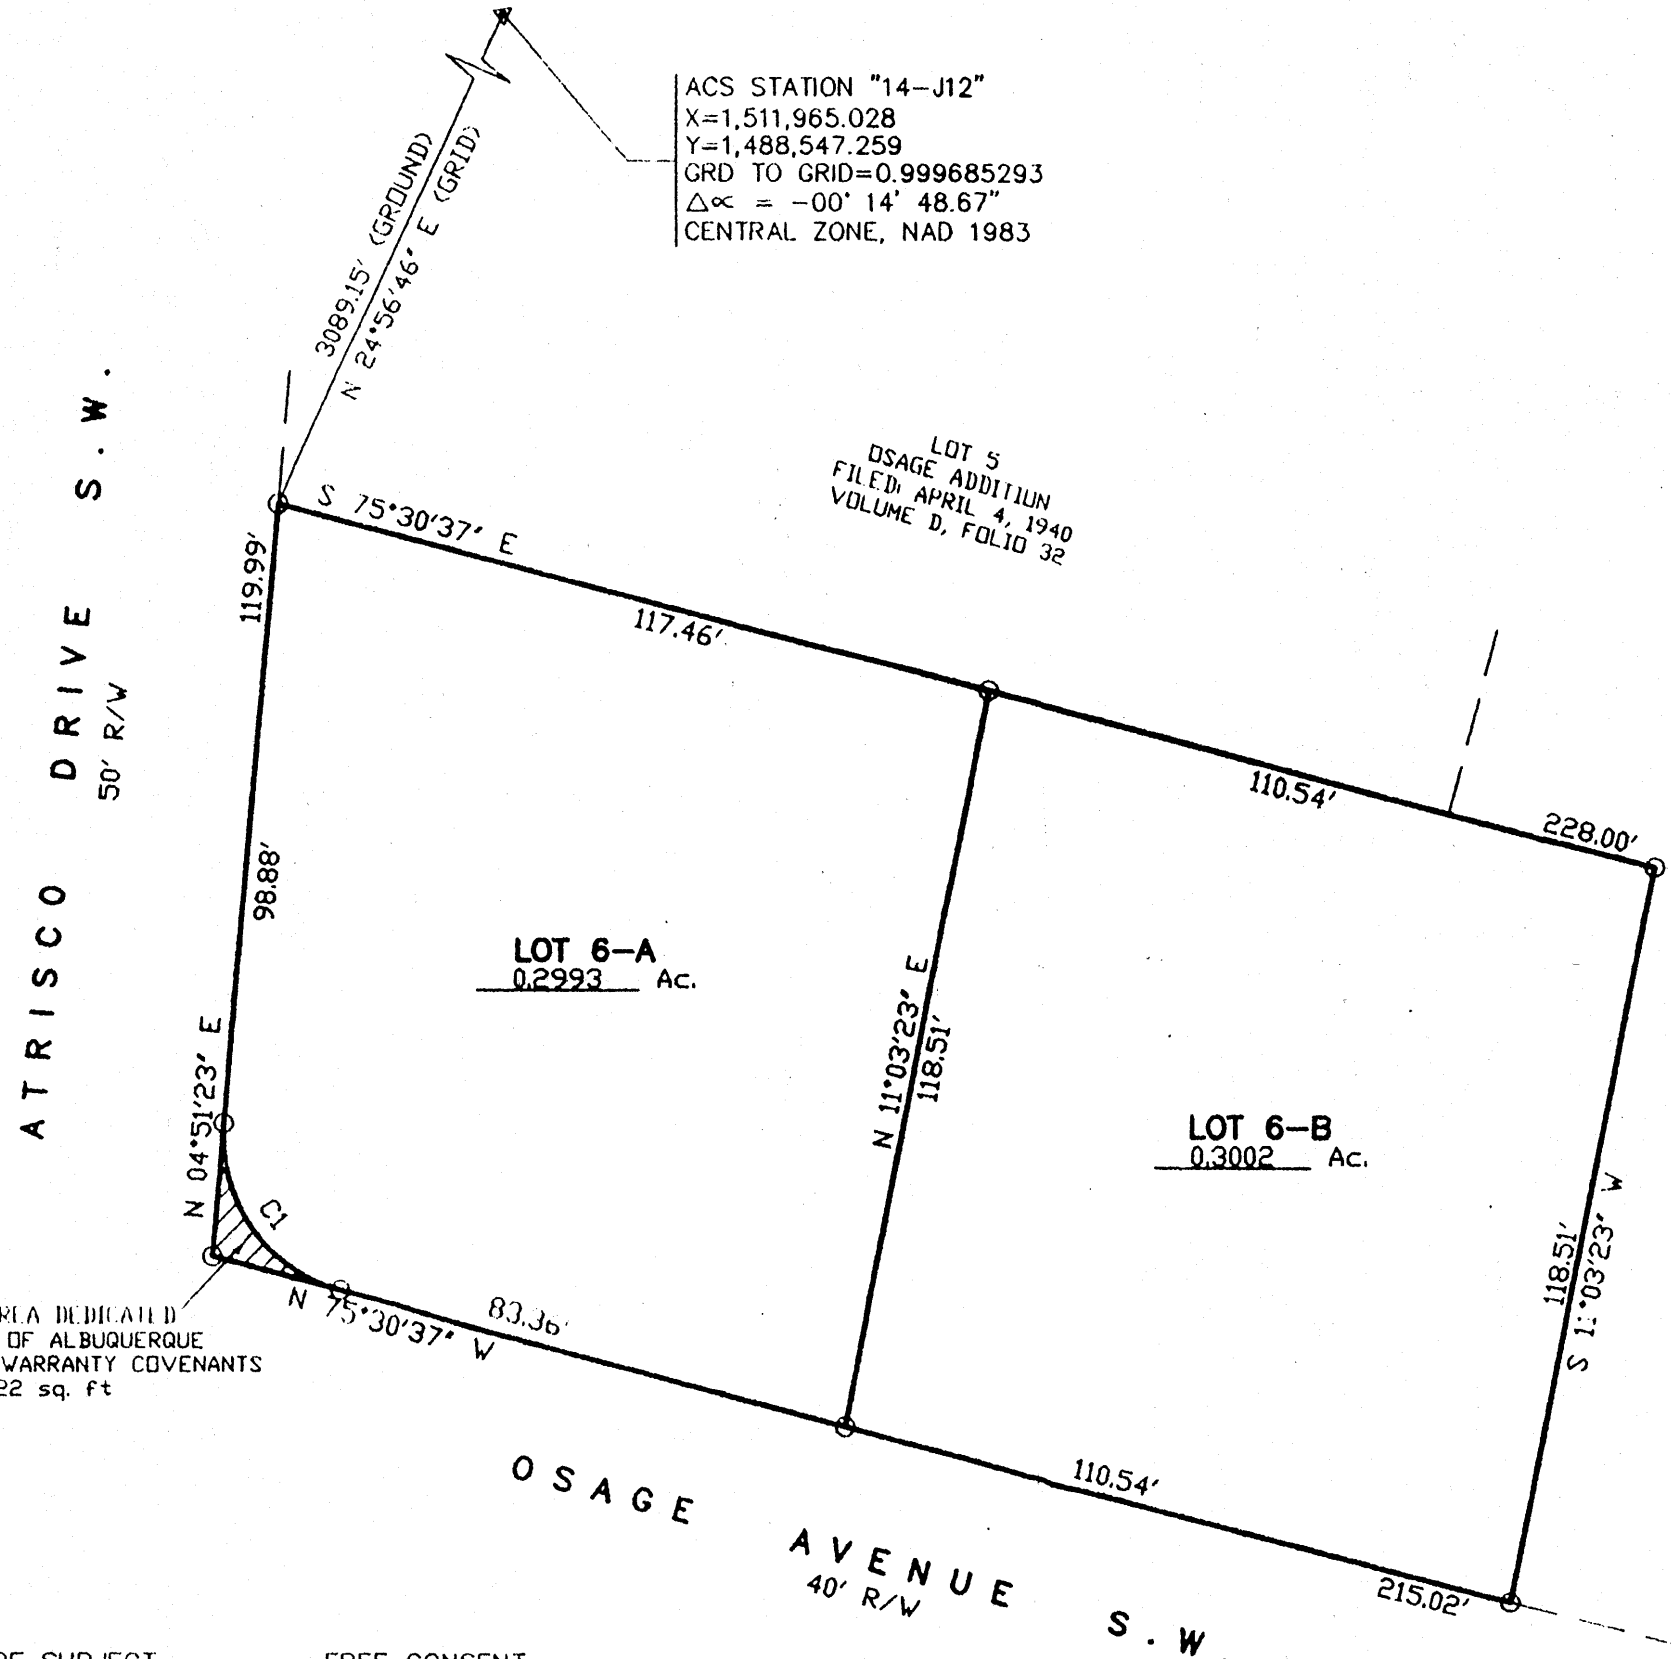 ACS STATION "14-J12"
X=1,511,965.028
Y=1,488,547.259
GRD TO GRID=0.999685293
△∝ = -00° 14' 48.67"
CENTRAL ZONE, NAD 1983
3089.15' (GROUND)
N 24°56'46" E (GRID)
LOT 5
OSAGE ADDITION
FILED: APRIL 4, 1940
VOLUME D, FOLIO 32
S 75°30'37" E
117.46'
110.54'
228.00'
119.99'
98.88'
N 04°51'23" E
ATRISCO DRIVE S.W.
50' R/W
LOT 6-A
0.2993 Ac.
N 11°03'23" E
118.51'
LOT 6-B
0.3002 Ac.
118.51'
S 11°03'23" W
C1
DEDICATED
OF ALBUQUERQUE
WARRANTY COVENANTS
22 sq. ft
N 75°30'37" W
83.36'
110.54'
215.02'
OSAGE AVENUE S.W
40' R/W
SUBJECT
FREE CONSENT